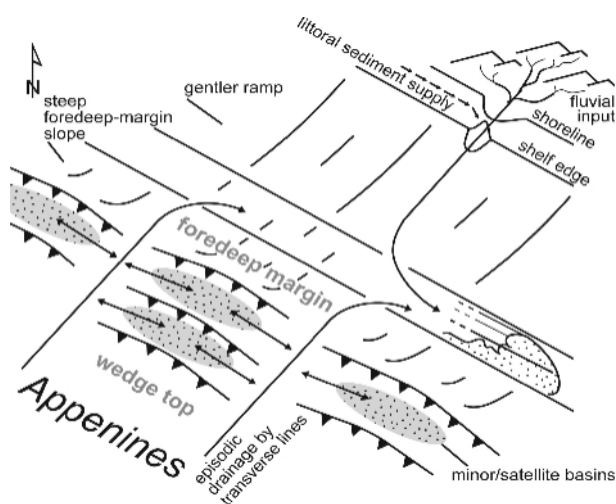 littoral sediment supply
fluvial
input
shoreline
shelf edge
N
steep
foredeep-margin
slope
gentler ramp
foredeep margin
wedge top
Appenines
episodic
drainage by
transverse lines
minor/satellite basins